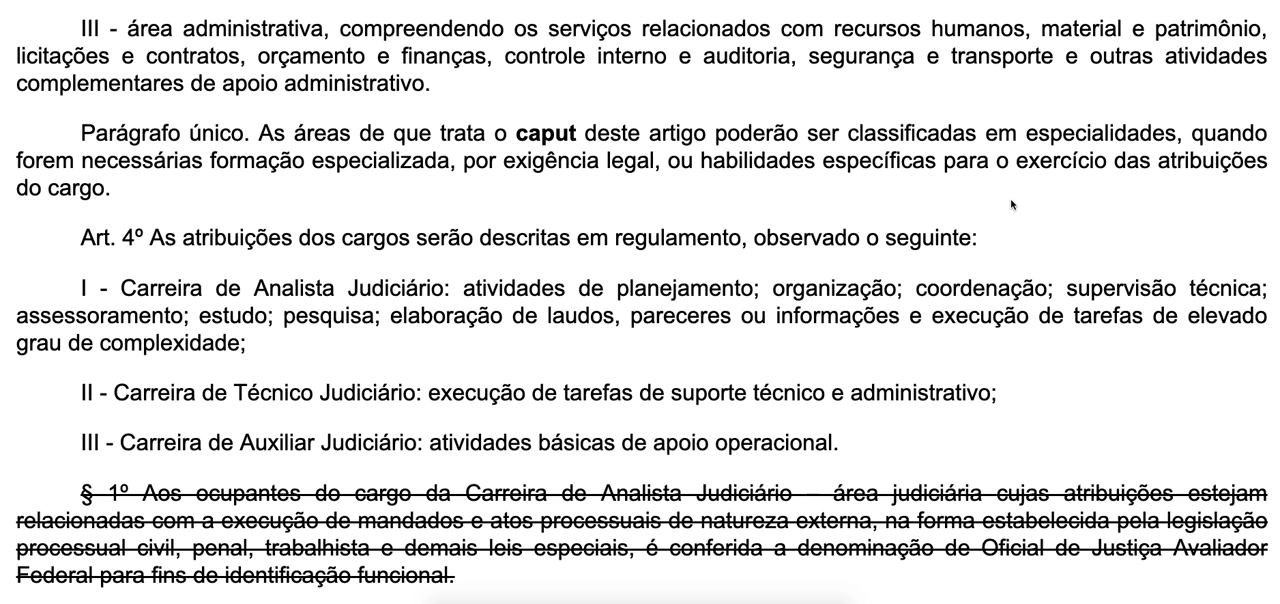 III - área administrativa, compreendendo os serviços relacionados com recursos humanos, material e patrimônio,
licitações e contratos, orçamento e finanças, controle interno e auditoria, segurança e transporte e outras atividades
complementares de apoio administrativo.
Parágrafo único. As áreas de que trata o caput deste artigo poderão ser classificadas em especialidades, quando
forem necessárias formação especializada, por exigência legal, ou habilidades específicas para o exercício das atribuições
do cargo.
Art. 4º As atribuições dos cargos serão descritas em regulamento, observado o seguinte:
I - Carreira de Analista Judiciário: atividades de planejamento; organização; coordenação; supervisão técnica;
assessoramento; estudo; pesquisa; elaboração de laudos, pareceres ou informações e execução de tarefas de elevado
grau de complexidade;
II - Carreira de Técnico Judiciário: execução de tarefas de suporte técnico e administrativo;
III - Carreira de Auxiliar Judiciário: atividades básicas de apoio operacional.
§ 1º Aos ocupantes do cargo da Carreira de Analista Judiciário – área judiciária cujas atribuições estejam
relacionadas com a execução de mandados e atos processuais de natureza externa, na forma estabelecida pela legislação
processual civil, penal, trabalhista e demais leis especiais, é conferida a denominação de Oficial de Justiça Avaliador
Federal para fins de identificação funcional.